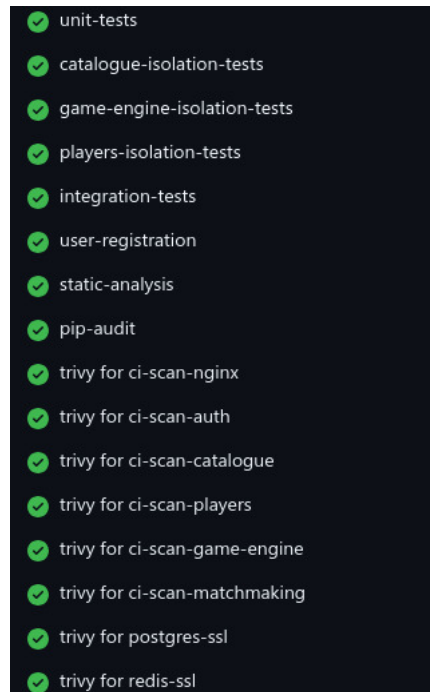 unit-tests
catalogue-isolation-tests
game-engine-isolation-tests
players-isolation-tests
integration-tests
user-registration
static-analysis
pip-audit
trivy for ci-scan-nginx
trivy for ci-scan-auth
trivy for ci-scan-catalogue
trivy for ci-scan-players
trivy for ci-scan-game-engine
trivy for ci-scan-matchmaking
trivy for postgres-ssl
trivy for redis-ssl